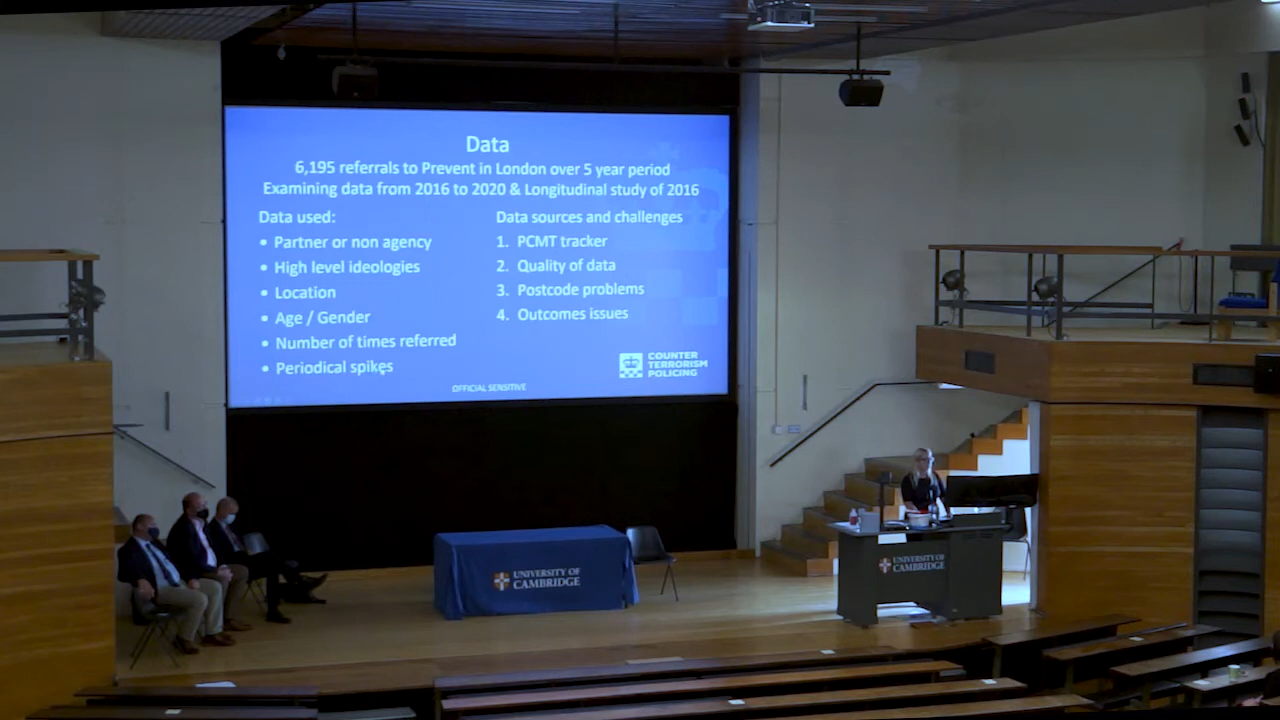 Data
6,195 referrals to Prevent in London over 5 year period
Examining data from 2016 to 2020 & Longitudinal study of 2016
Data used:
• Partner or non agency
• High level ideologies
• Location
• Age / Gender
• Number of times referred
• Periodical spikes
Data sources and challenges
1. PCMT tracker
2. Quality of data
3. Postcode problems
4. Outcomes issues
COUNTER
TERRORISM
POLICING
OFFICIAL SENSITIVE
UNIVERSITY OF
CAMBRIDGE
UNIVERSITY OF
CAMBRIDGE